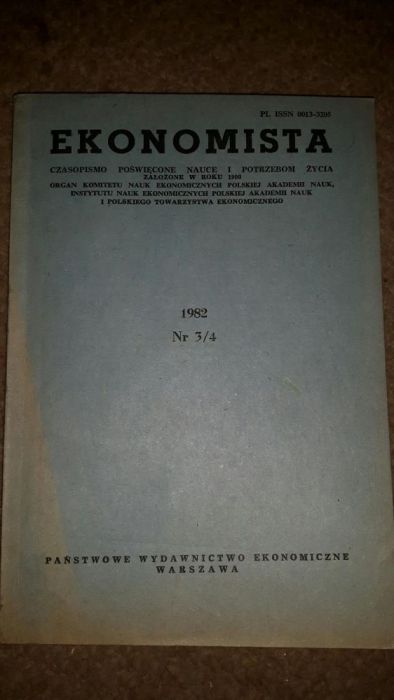 PL ISSN 0013-3205
EKONOMISTA
CZASOPISMO POŚWIĘCONE NAUCE I POTRZEBOM ŻYCIA
ZAŁOŻONE W ROKU 1900
ORGAN KOMITETU NAUK EKONOMICZNYCH POLSKIEJ AKADEMII NAUK,
INSTYTUTU NAUK EKONOMICZNYCH POLSKIEJ AKADEMII NAUK
I POLSKIEGO TOWARZYSTWA EKONOMICZNEGO
1982
Nr 3/4
PAŃSTWOWE WYDAWNICTWO EKONOMICZNE
WARSZAWA